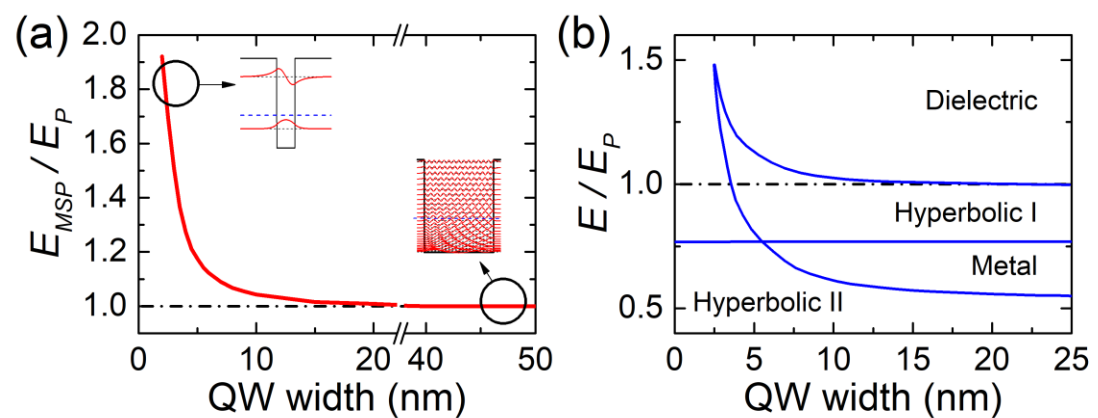 (a)
E_MSP / E_P
2.0
1.8
1.6
1.4
1.2
1.0
0 10 20 40 50
QW width (nm)
(b)
E / E_P
1.5
1.0
0.5
Dielectric
Hyperbolic I
Metal
Hyperbolic II
0 5 10 15 20 25
QW width (nm)